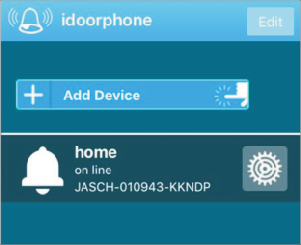 idoorphone Edit
Add Device
home
on line
JASCH-010943-KKNDP